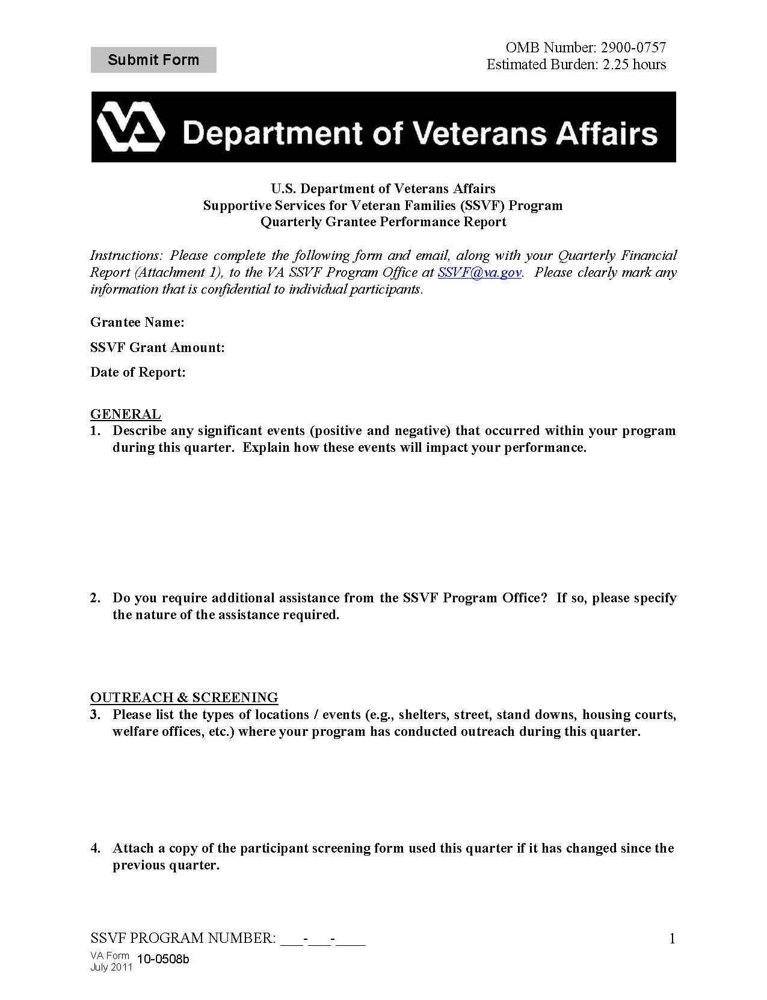 Submit Form
OMB Number: 2900-0757
Estimated Burden: 2.25 hours
VA Department of Veterans Affairs
U.S. Department of Veterans Affairs
Supportive Services for Veteran Families (SSVF) Program
Quarterly Grantee Performance Report
Instructions: Please complete the following form and email, along with your Quarterly Financial
Report (Attachment 1), to the VA SSVF Program Office at SSVF@va.gov. Please clearly mark any
information that is confidential to individual participants.
Grantee Name:
SSVF Grant Amount:
Date of Report:
GENERAL
1. Describe any significant events (positive and negative) that occurred within your program
during this quarter. Explain how these events will impact your performance.
2. Do you require additional assistance from the SSVF Program Office? If so, please specify
the nature of the assistance required.
OUTREACH & SCREENING
3. Please list the types of locations / events (e.g., shelters, street, stand downs, housing courts,
welfare offices, etc.) where your program has conducted outreach during this quarter.
4. Attach a copy of the participant screening form used this quarter if it has changed since the
previous quarter.
SSVF PROGRAM NUMBER: ___-___-____ 1
VA Form 10-0508b
July 2011